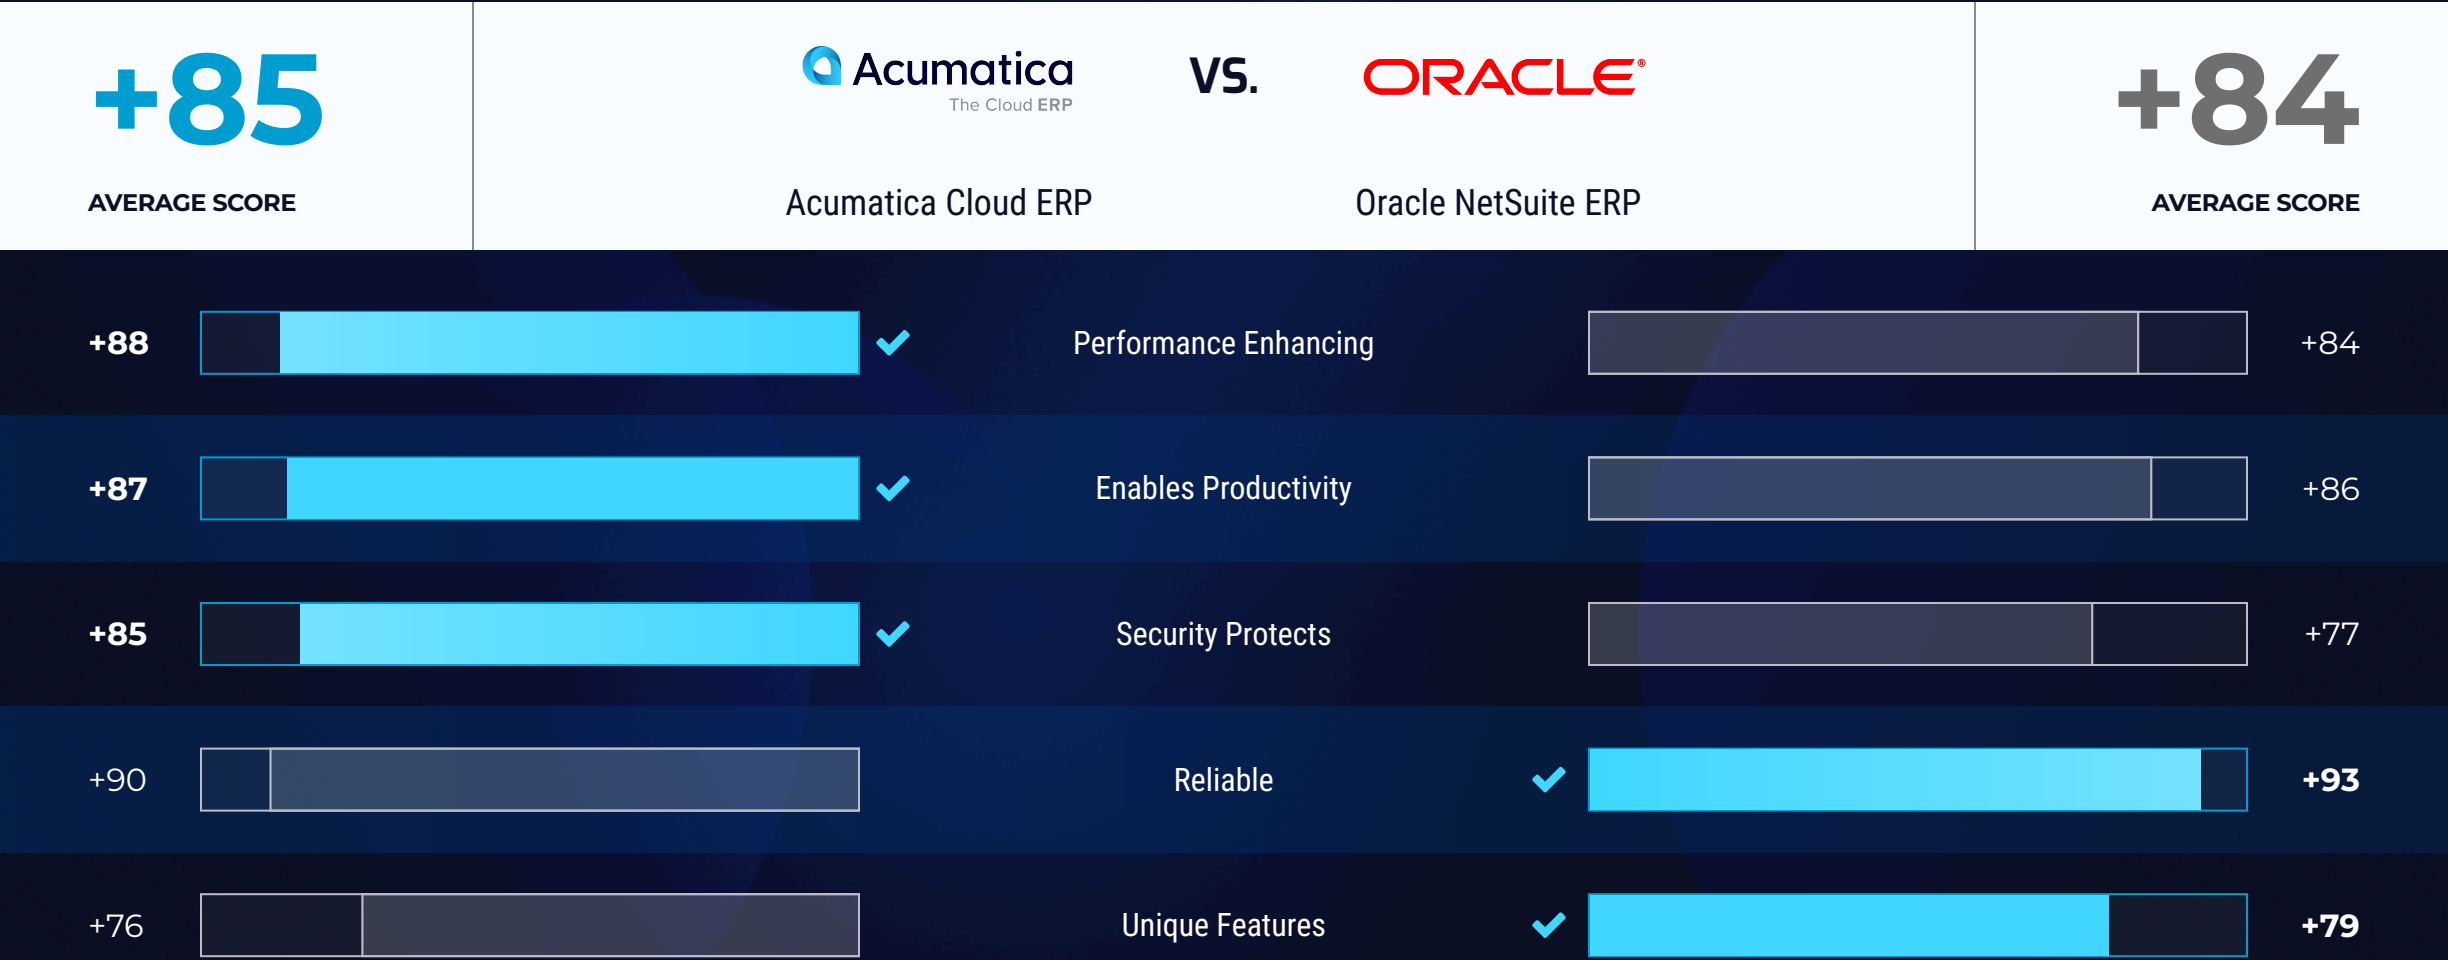 +85
AVERAGE SCORE
Acumatica
The Cloud ERP
VS.
ORACLE®
Acumatica Cloud ERP
Oracle NetSuite ERP
+84
AVERAGE SCORE
+88
Performance Enhancing
+84
+87
Enables Productivity
+86
+85
Security Protects
+77
+90
Reliable
+93
+76
Unique Features
+79